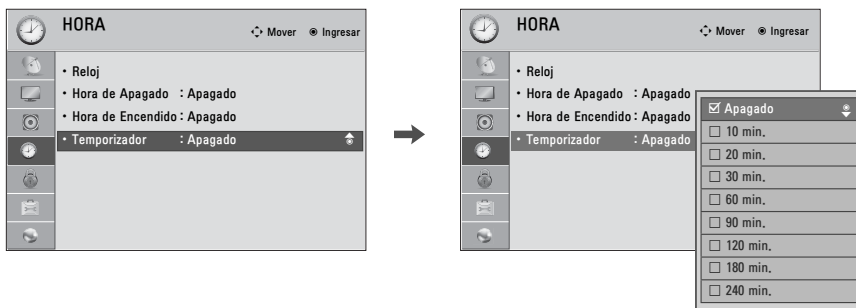 HORA
Mover Ingresar
• Reloj
• Hora de Apagado : Apagado
• Hora de Encendido : Apagado
• Temporizador : Apagado
HORA
Mover Ingresar
• Reloj
• Hora de Apagado : Apagado
• Hora de Encendido : Apagado
• Temporizador : Apagado
Apagado
10 min.
20 min.
30 min.
60 min.
90 min.
120 min.
180 min.
240 min.